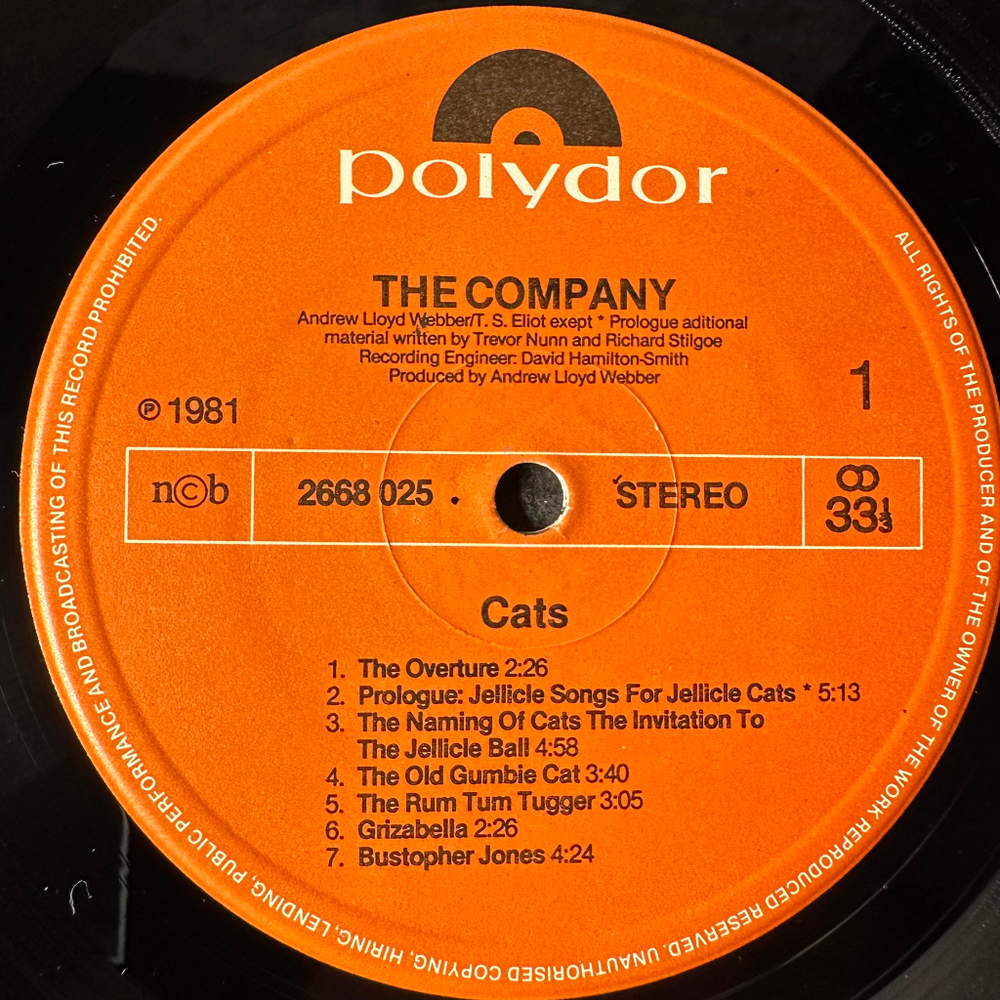 polydor
THE COMPANY
Andrew Lloyd Webber/T. S. Eliot exept * Prologue aditional
material written by Trevor Nunn and Richard Stilgoe
Recording Engineer: David Hamilton-Smith
Produced by Andrew Lloyd Webber
1
℗ 1981
n©b
2668 025
STEREO
33⅓
Cats
1. The Overture 2:26
2. Prologue: Jellicle Songs For Jellicle Cats * 5:13
3. The Naming Of Cats The Invitation To
The Jellicle Ball 4:58
4. The Old Gumbie Cat 3:40
5. The Rum Tum Tugger 3:05
6. Grizabella 2:26
7. Bustopher Jones 4:24
ALL RIGHTS OF THE PRODUCER AND OF THE OWNER OF THE WORK REPRODUCED RESERVED. UNAUTHORISED COPYING, HIRING, LENDING, PUBLIC PERFORMANCE AND BROADCASTING OF THIS RECORD PROHIBITED.